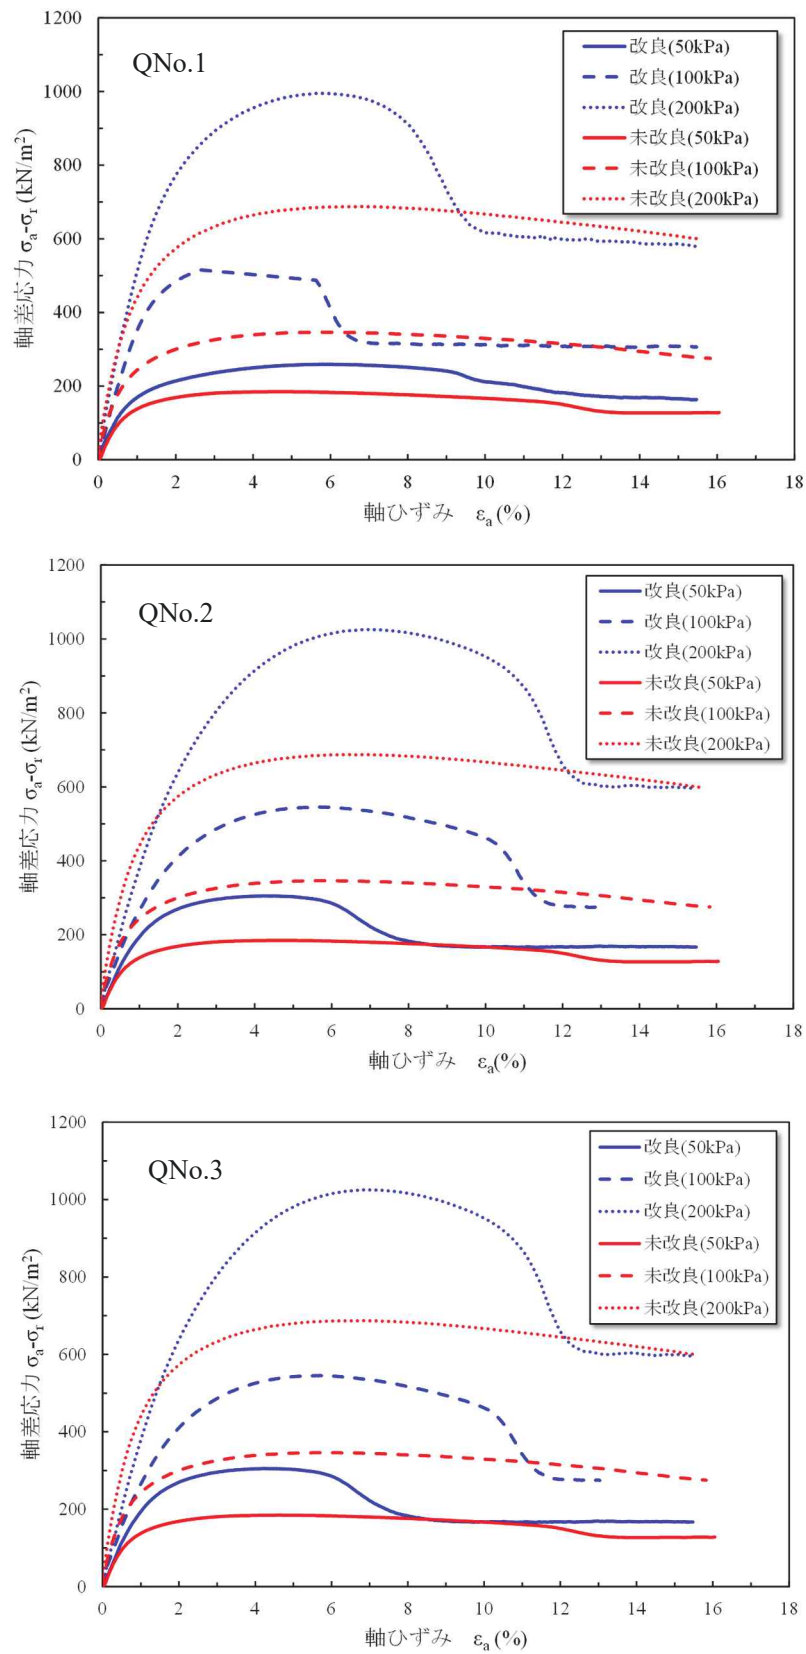 QNo.1
改良(50kPa)
改良(100kPa)
改良(200kPa)
未改良(50kPa)
未改良(100kPa)
未改良(200kPa)
軸差応力 σa-σr (kN/m²)
1200
1000
800
600
400
200
0
0 2 4 6 8 10 12 14 16 18
軸ひずみ εa (%)
QNo.2
改良(50kPa)
改良(100kPa)
改良(200kPa)
未改良(50kPa)
未改良(100kPa)
未改良(200kPa)
軸差応力 σa-σr (kN/m²)
1200
1000
800
600
400
200
0
0 2 4 6 8 10 12 14 16 18
軸ひずみ εa(%)
QNo.3
改良(50kPa)
改良(100kPa)
改良(200kPa)
未改良(50kPa)
未改良(100kPa)
未改良(200kPa)
軸差応力 σa-σr (kN/m²)
1200
1000
800
600
400
200
0
0 2 4 6 8 10 12 14 16 18
軸ひずみ εa (%)